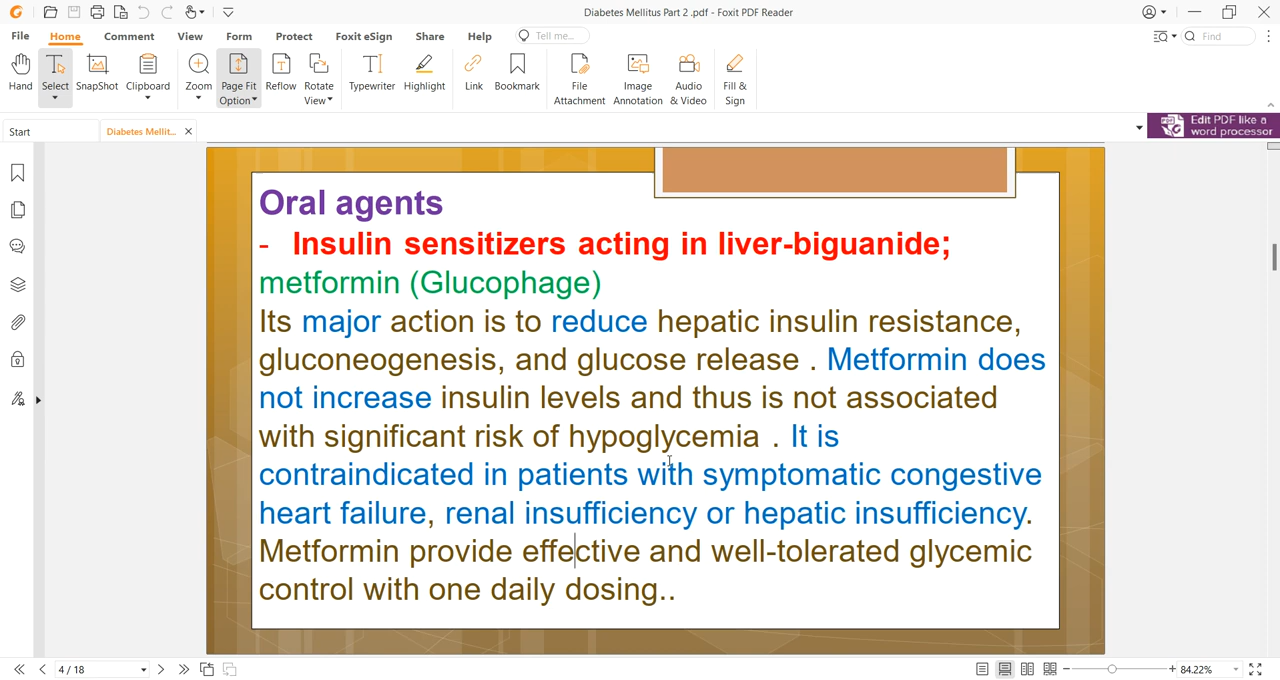 Diabetes Mellitus Part 2 .pdf - Foxit PDF Reader
File Home Comment View Form Protect Foxit eSign Share Help Tell me... Find
Hand Select SnapShot Clipboard Zoom Page Fit Option Reflow Rotate View Typewriter Highlight Link Bookmark File Attachment Image Annotation Audio & Video Fill & Sign
Start Diabetes Mellit...
Edit PDF like a
word processor
Oral agents
- Insulin sensitizers acting in liver-biguanide;
metformin (Glucophage)
Its major action is to reduce hepatic insulin resistance,
gluconeogenesis, and glucose release . Metformin does
not increase insulin levels and thus is not associated
with significant risk of hypoglycemia . It is
contraindicated in patients with symptomatic congestive
heart failure, renal insufficiency or hepatic insufficiency.
Metformin provide effective and well-tolerated glycemic
control with one daily dosing..
4 / 18 84.22%